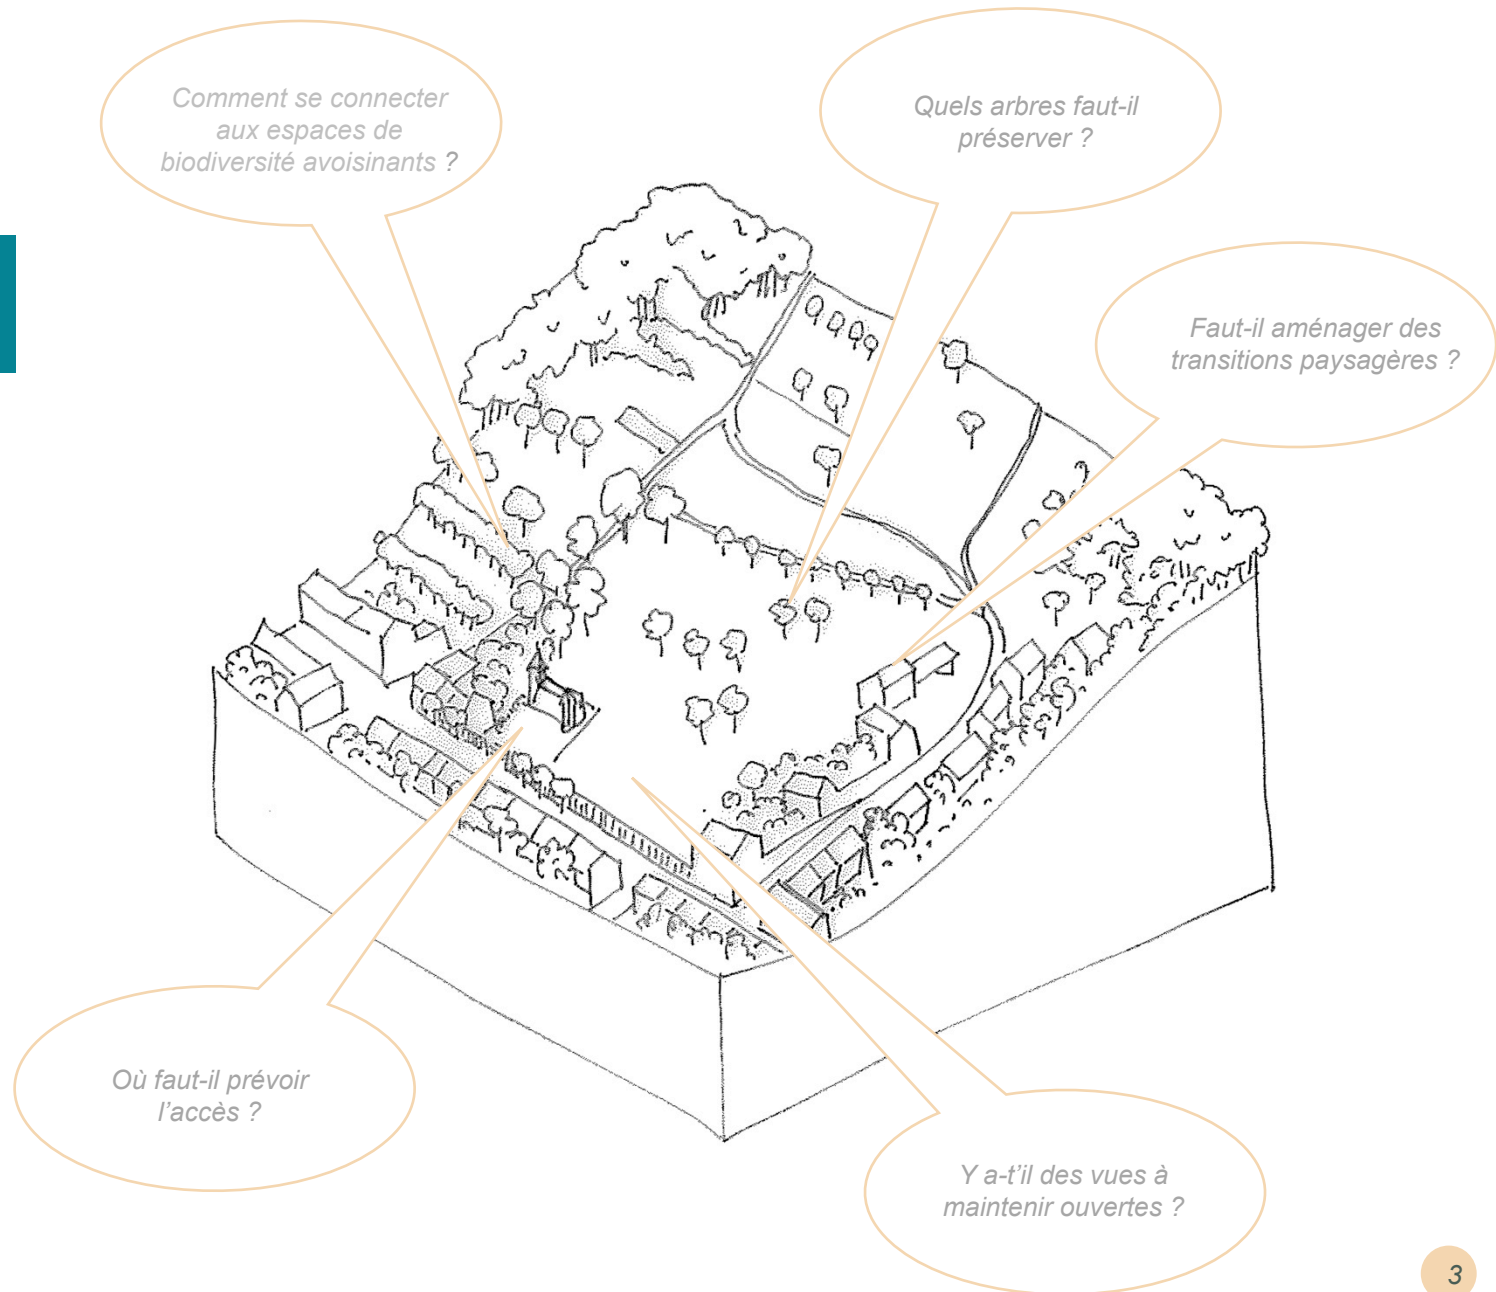 Comment se connecter
aux espaces de
biodiversité avoisinants ?
Quels arbres faut-il
préserver ?
Faut-il aménager des
transitions paysagères ?
Où faut-il prévoir
l'accès ?
Y a-t'il des vues à
maintenir ouvertes ?
3